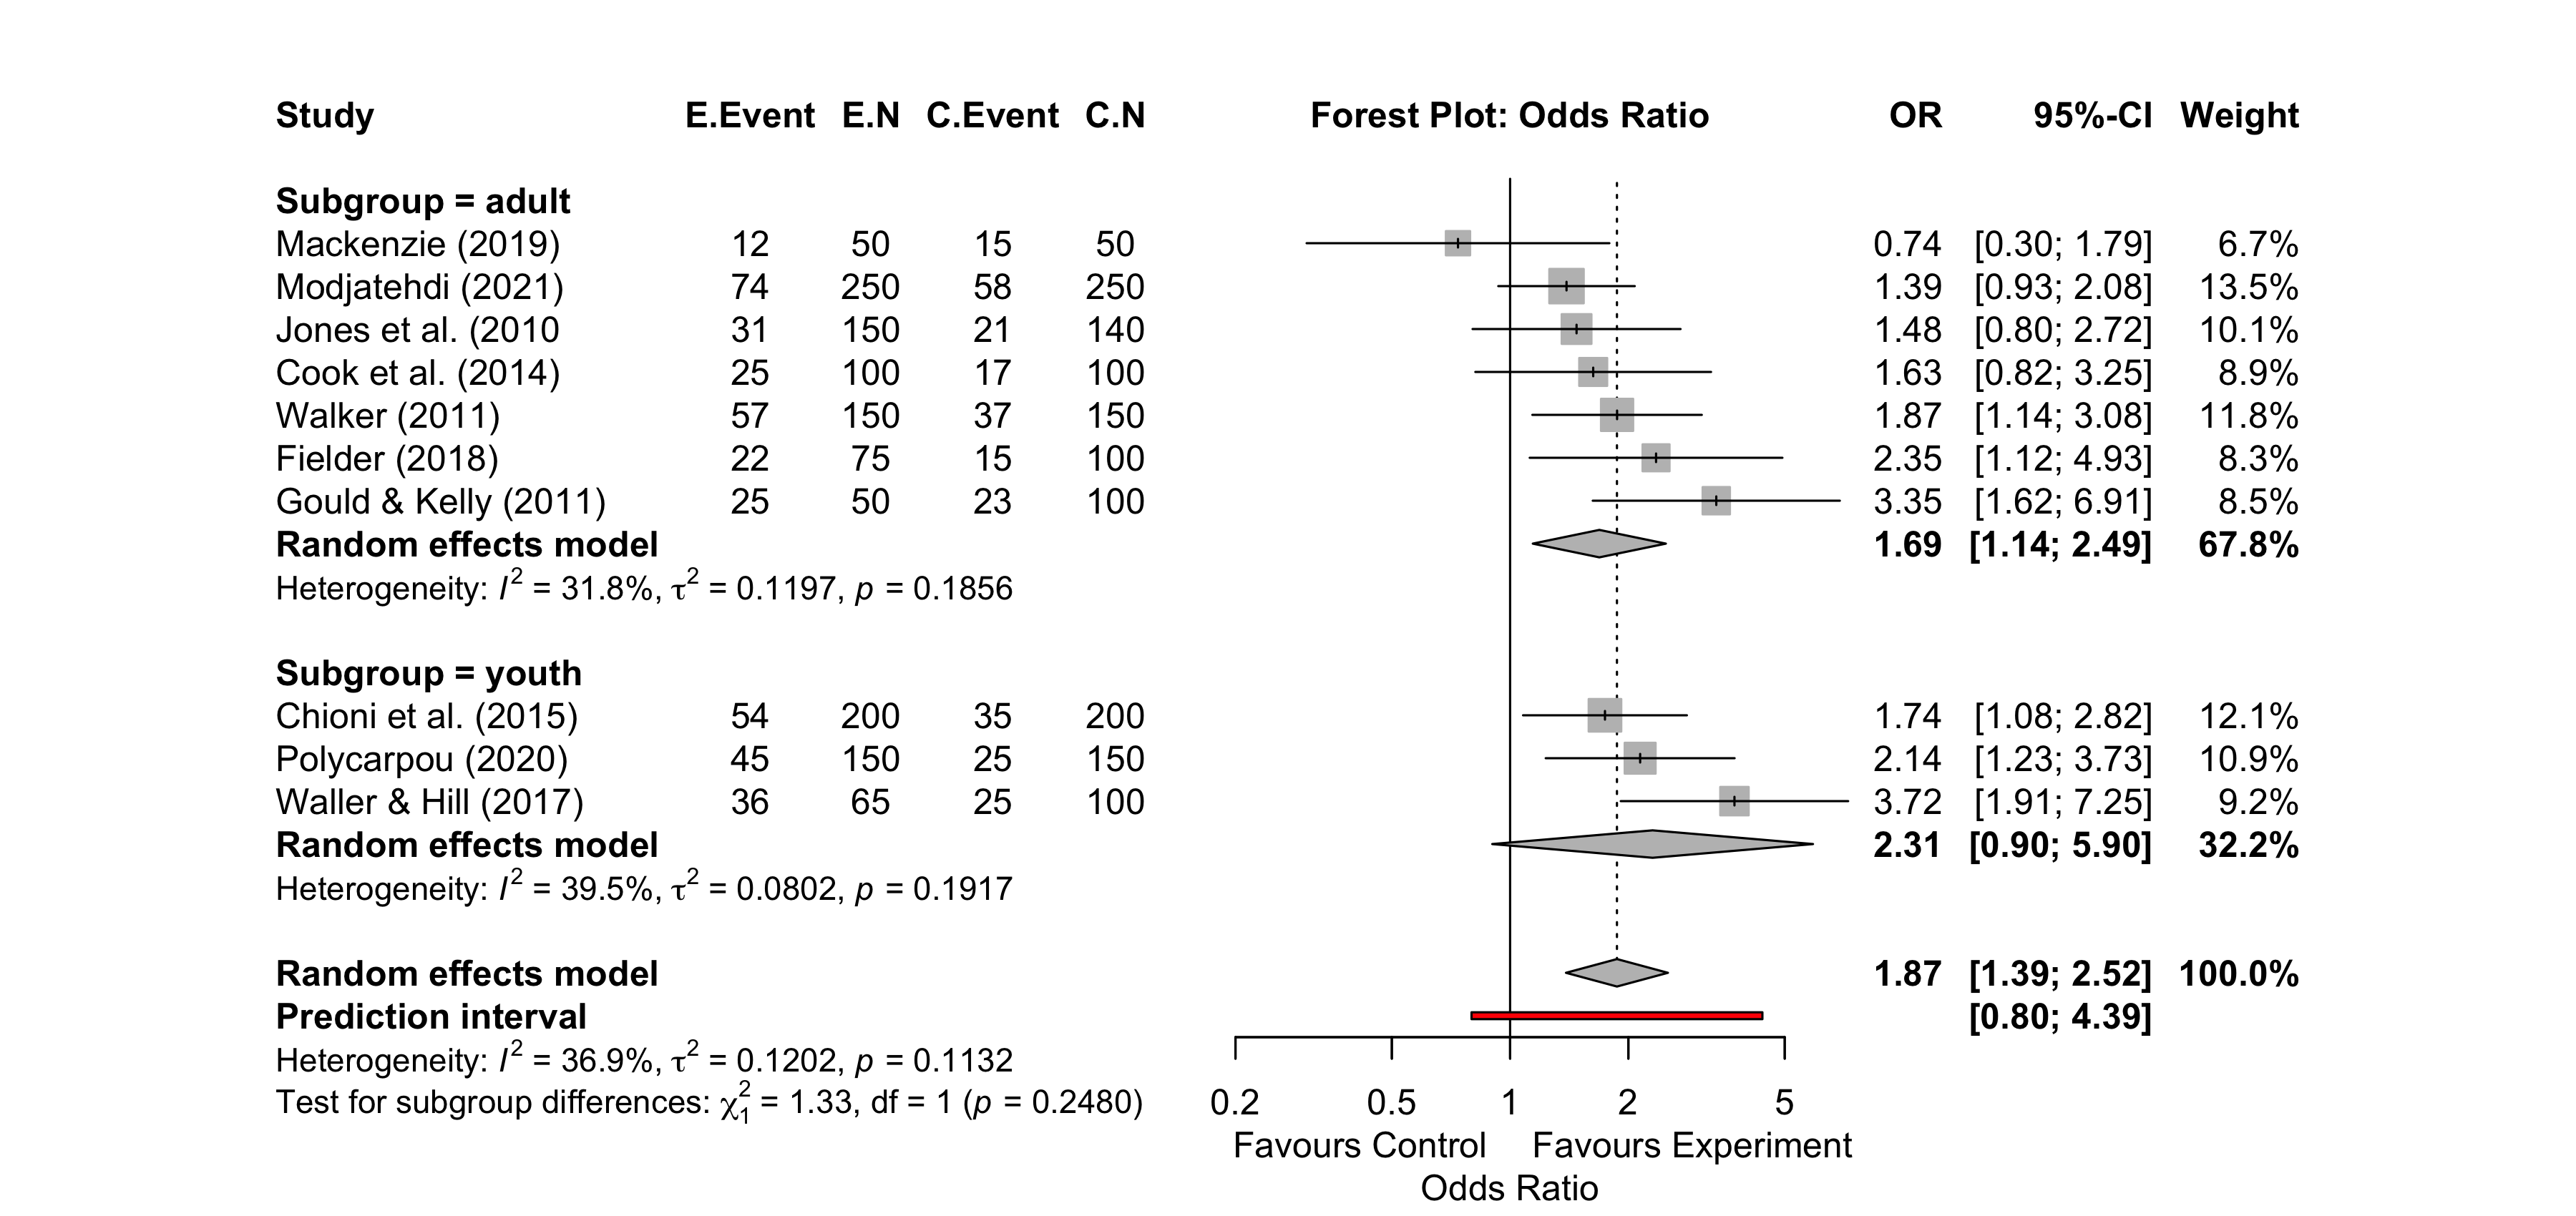 Study E.Event E.N C.Event C.N Forest Plot: Odds Ratio OR 95%-CI Weight
Subgroup = adult
Mackenzie (2019) 12 50 15 50 0.74 [0.30; 1.79] 6.7%
Modjatehdi (2021) 74 250 58 250 1.39 [0.93; 2.08] 13.5%
Jones et al. (2010 31 150 21 140 1.48 [0.80; 2.72] 10.1%
Cook et al. (2014) 25 100 17 100 1.63 [0.82; 3.25] 8.9%
Walker (2011) 57 150 37 150 1.87 [1.14; 3.08] 11.8%
Fielder (2018) 22 75 15 100 2.35 [1.12; 4.93] 8.3%
Gould & Kelly (2011) 25 50 23 100 3.35 [1.62; 6.91] 8.5%
Random effects model 1.69 [1.14; 2.49] 67.8%
Heterogeneity: I² = 31.8%, τ² = 0.1197, p = 0.1856
Subgroup = youth
Chioni et al. (2015) 54 200 35 200 1.74 [1.08; 2.82] 12.1%
Polycarpou (2020) 45 150 25 150 2.14 [1.23; 3.73] 10.9%
Waller & Hill (2017) 36 65 25 100 3.72 [1.91; 7.25] 9.2%
Random effects model 2.31 [0.90; 5.90] 32.2%
Heterogeneity: I² = 39.5%, τ² = 0.0802, p = 0.1917
Random effects model 1.87 [1.39; 2.52] 100.0%
Prediction interval [0.80; 4.39]
Heterogeneity: I² = 36.9%, τ² = 0.1202, p = 0.1132
Test for subgroup differences: χ²₁ = 1.33, df = 1 (p = 0.2480)
0.2 0.5 1 2 5
Favours Control Favours Experiment
Odds Ratio